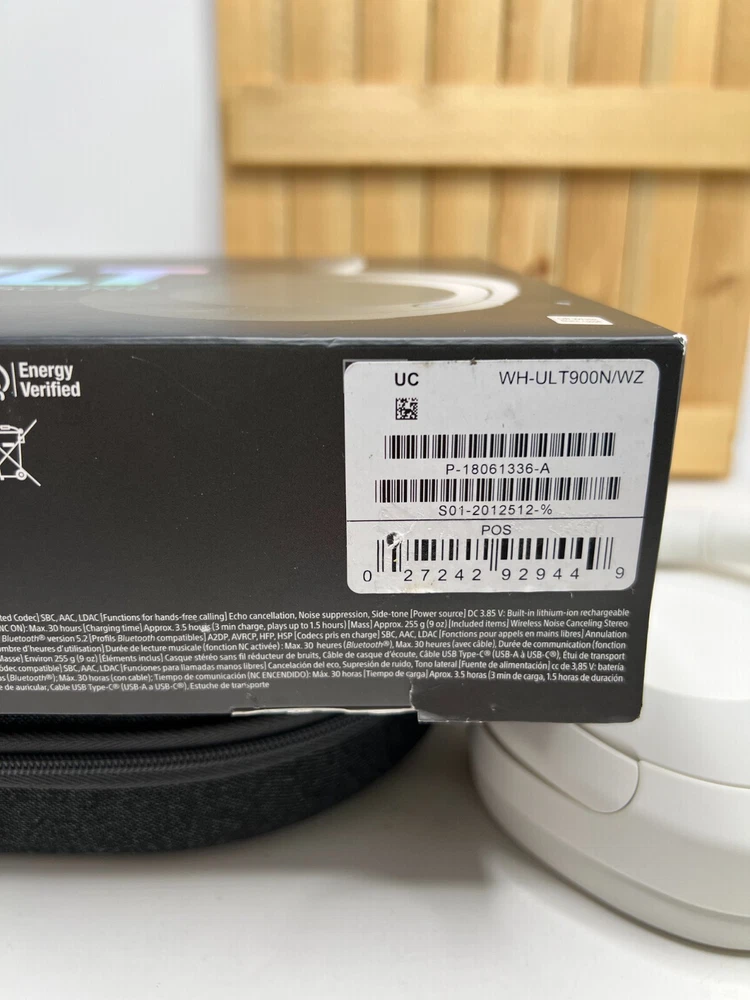 LT
Energy
Verified
UC
WH-ULT900N/WZ
P-18061336-A
S01-2012512-%
POS
0 27242 92944 9
ted Codec] SBC, AAC, LDAC [Functions for hands-free calling] Echo cancellation, Noise suppression, Side-tone [Power source] DC 3.85 V: Built-in lithium-ion rechargeable
NC ON): Max. 30 hours [Charging time] Approx. 3.5 hours (3 min charge, plays up to 1.5 hours) [Mass] Approx. 255 g (9 oz) [Included items] Wireless Noise Canceling Stereo
Bluetooth® version 5.2 [Profils Bluetooth compatibles] A2DP, AVRCP, HFP, HSP [Codecs pris en charge] SBC, AAC, LDAC [Fonctions pour appels en mains libres] Annulation
ombre d'heures d'utilisation] Durée de lecture musicale (fonction NC activée) : Max. 30 heures (Bluetooth®), Max. 30 heures (avec câble), Durée de communication (fonction
Masse] Environ 255 g (9 oz) [Éléments inclus] Casque stéréo sans fil réducteur de bruits, Câble de casque d'écoute, Câble USB Type-C® (USB-A à USB-C®), Étui de transport
ódec compatible] SBC, AAC, LDAC [Funciones para llamadas manos libres] Cancelación del eco, Supresión de ruido, Tono lateral [Fuente de alimentación] cc de 3,85 V: batería
as (Bluetooth®); Máx. 30 horas (con cable); Tiempo de comunicación (NC ENCENDIDO): Máx. 30 horas [Tiempo de carga] Aprox. 3.5 horas (3 min de carga, 1.5 horas de duración
e de auricular, Cable USB Type-C® (USB-A a USB-C®), Estuche de transporte